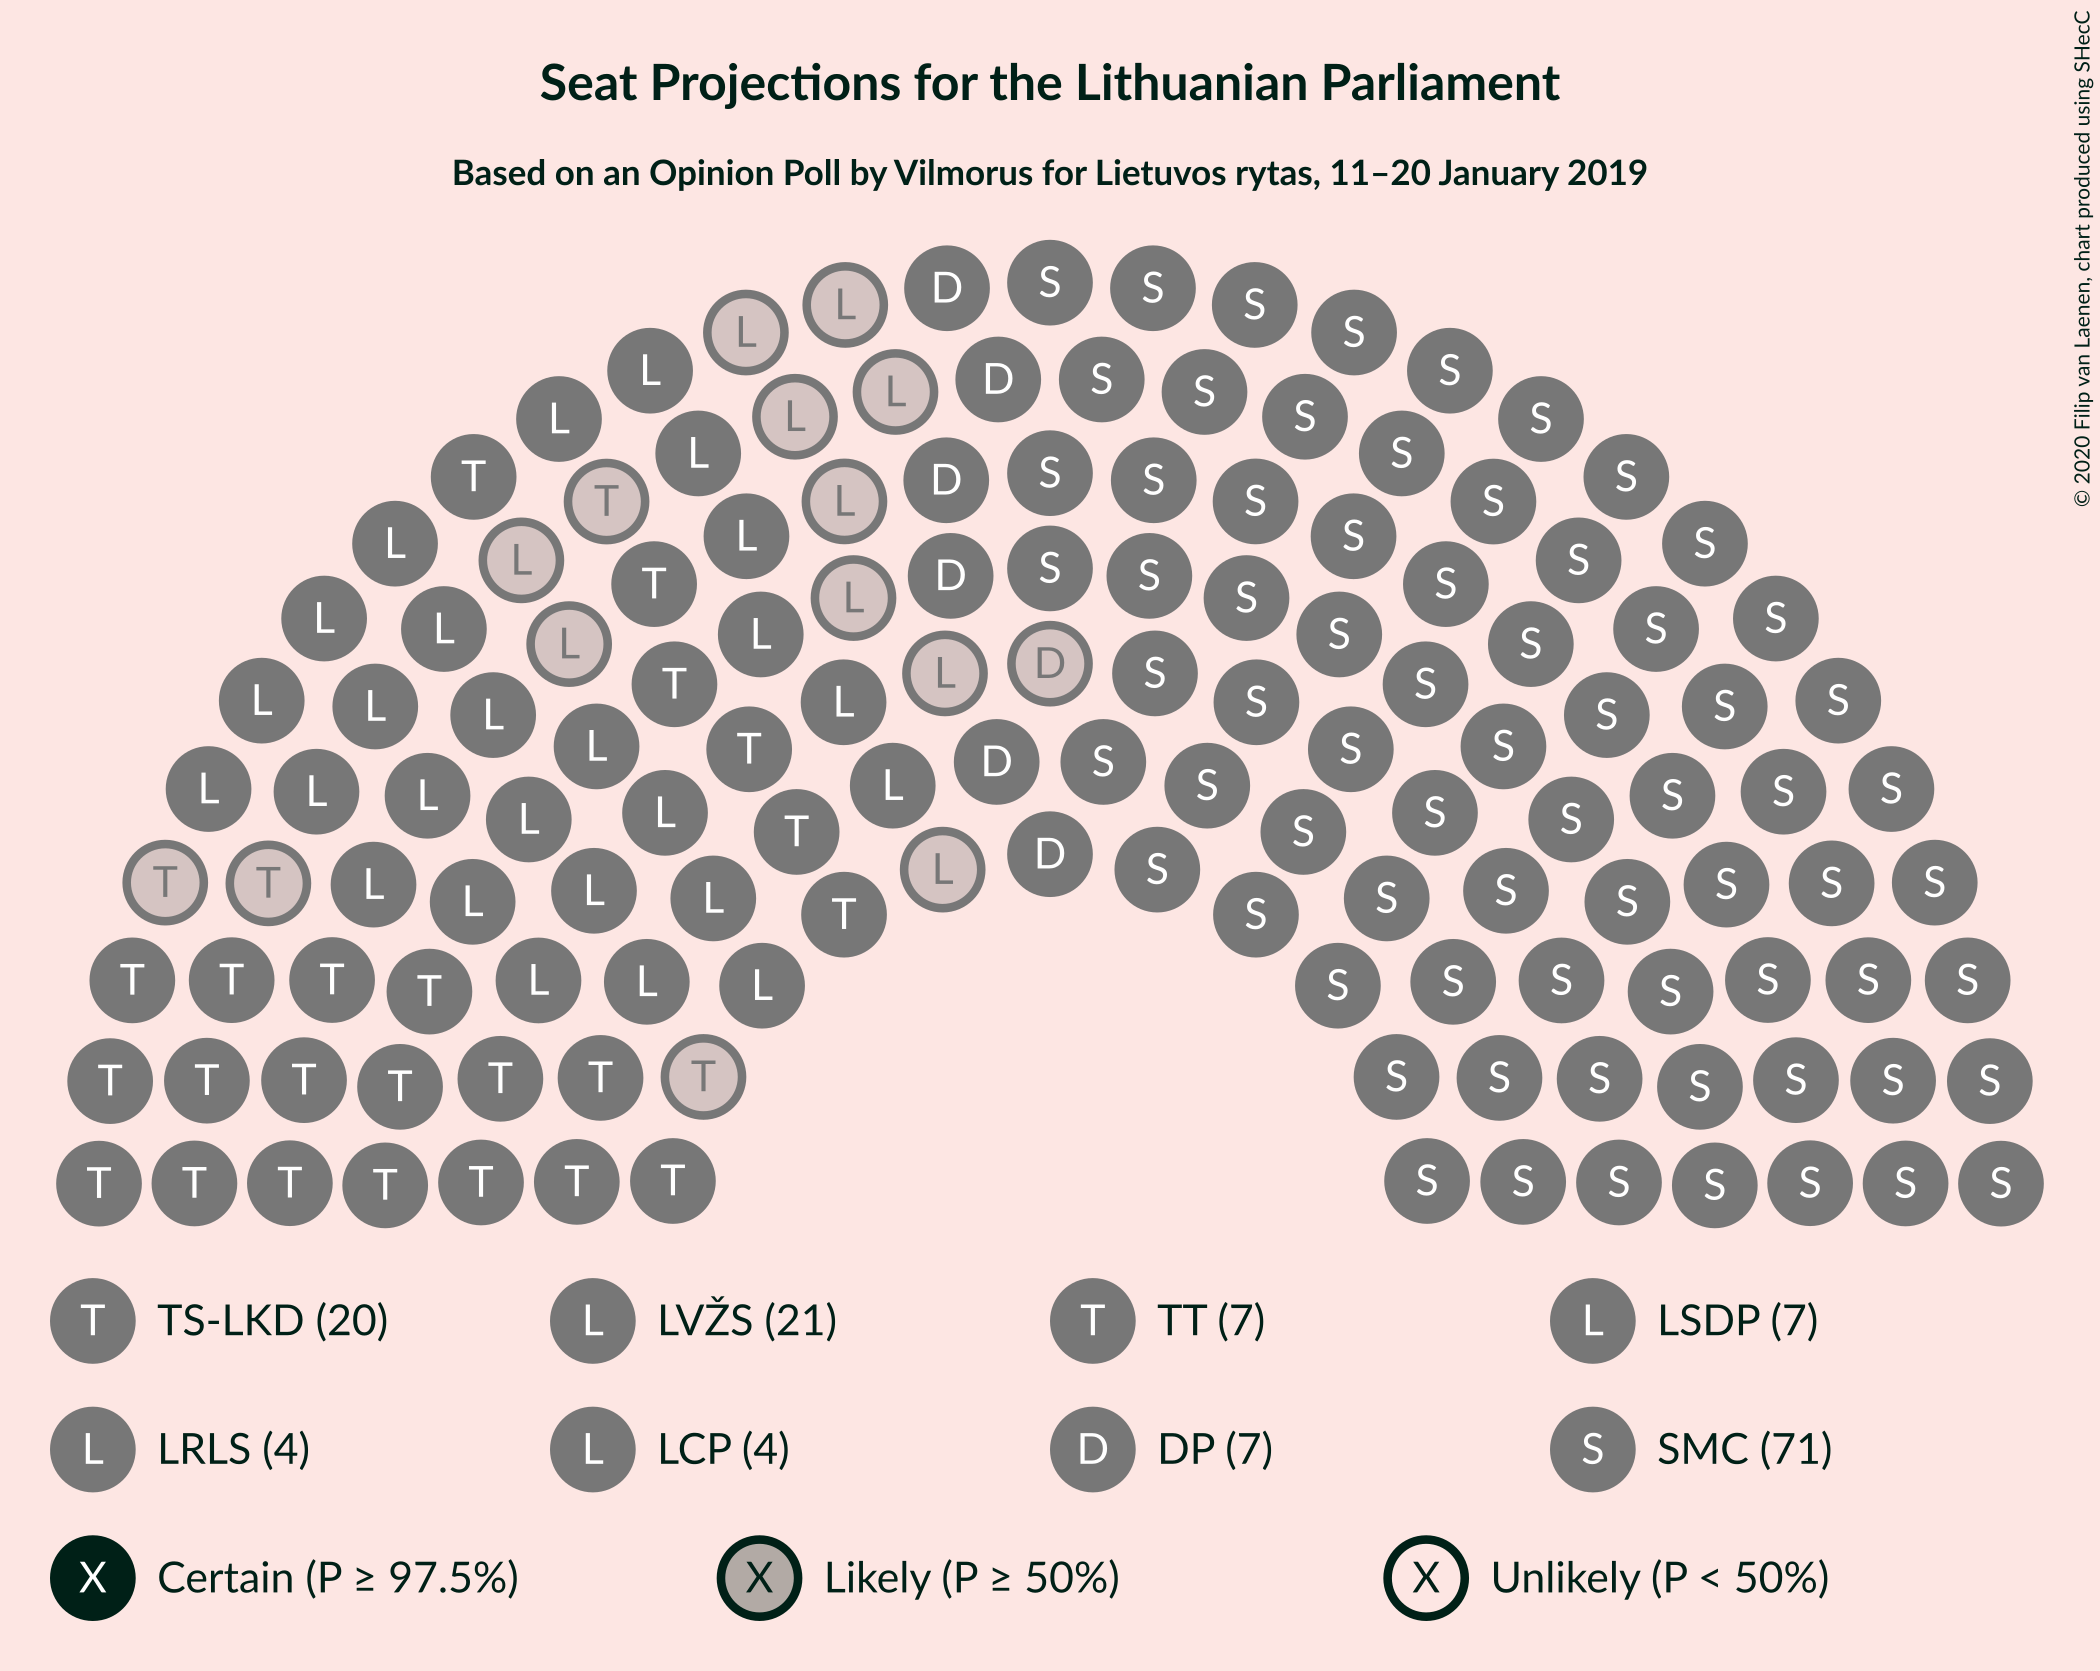 Seat Projections for the Lithuanian Parliament
Based on an Opinion Poll by Vilmorus for Lietuvos rytas, 11–20 January 2019
© 2020 Filip van Laenen, chart produced using SHecC
L L D S S S S
L L L D S S S S
T L L L D S S S S S S
L T L L D S S S S S S
L L T L L D S S S S S S
L L L T L D S S S S S
L L L T L S S S S S
L L L L T D S S S S S
L L L L T L S S S S S
T T L L L L T L D S S S S S S S S
T T T T L L L S S S S S S S
T T T T T T T S S S S S S S
T T T T T T T S S S S S S S
T TS-LKD (20) L LVŽS (21) T TT (7) L LSDP (7)
L LRLS (4) L LCP (4) D DP (7) S SMC (71)
X Certain (P ≥ 97.5%) X Likely (P ≥ 50%) X Unlikely (P < 50%)